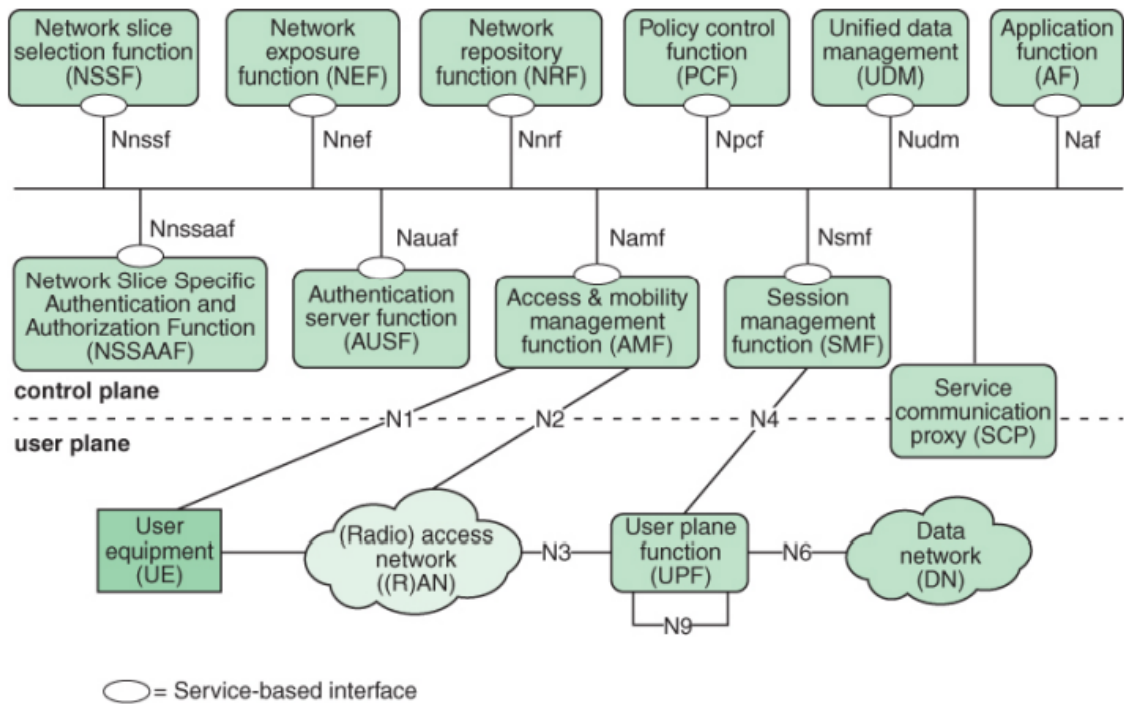 Network slice
selection function
(NSSF)
Network
exposure
function (NEF)
Network
repository
function (NRF)
Policy control
function
(PCF)
Unified data
management
(UDM)
Application
function
(AF)
Nnssf
Nnef
Nnrf
Npcf
Nudm
Naf
Nnssaaf
Nauaf
Namf
Nsmf
Network Slice Specific
Authentication and
Authorization Function
(NSSAAF)
Authentication
server function
(AUSF)
Access & mobility
management
function (AMF)
Session
management
function (SMF)
Service
communication
proxy (SCP)
control plane
N1
N2
N4
user plane
User
equipment
(UE)
(Radio) access
network
((R)AN)
N3
User plane
function
(UPF)
N6
Data
network
(DN)
N9
= Service-based interface